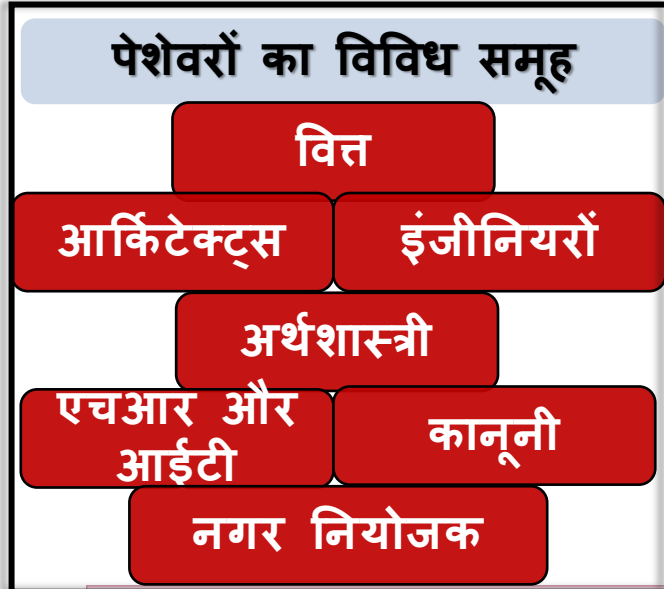 पेशेवरों का विविध समूह
वित्त
आर्किटेक्ट्स
इंजीनियरों
अर्थशास्त्री
एचआर और
आईटी
कानूनी
नगर नियोजक